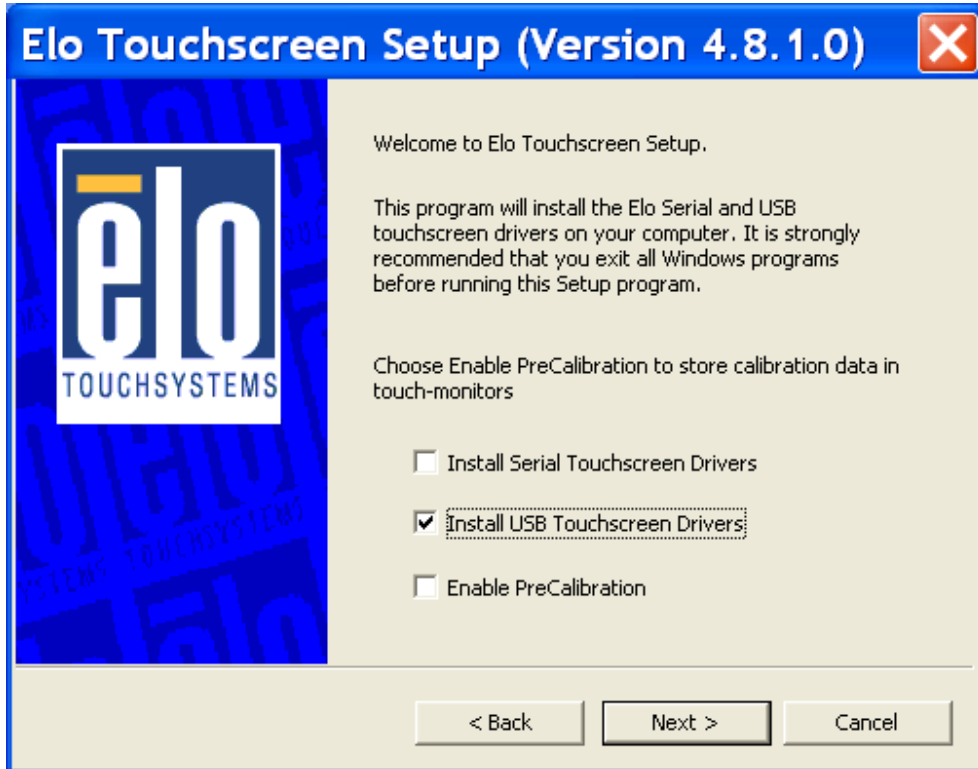 Elo Touchscreen Setup (Version 4.8.1.0)
elo
TOUCHSYSTEMS
Welcome to Elo Touchscreen Setup.
This program will install the Elo Serial and USB
touchscreen drivers on your computer. It is strongly
recommended that you exit all Windows programs
before running this Setup program.
Choose Enable PreCalibration to store calibration data in
touch-monitors
Install Serial Touchscreen Drivers
Install USB Touchscreen Drivers
Enable PreCalibration
< Back
Next >
Cancel